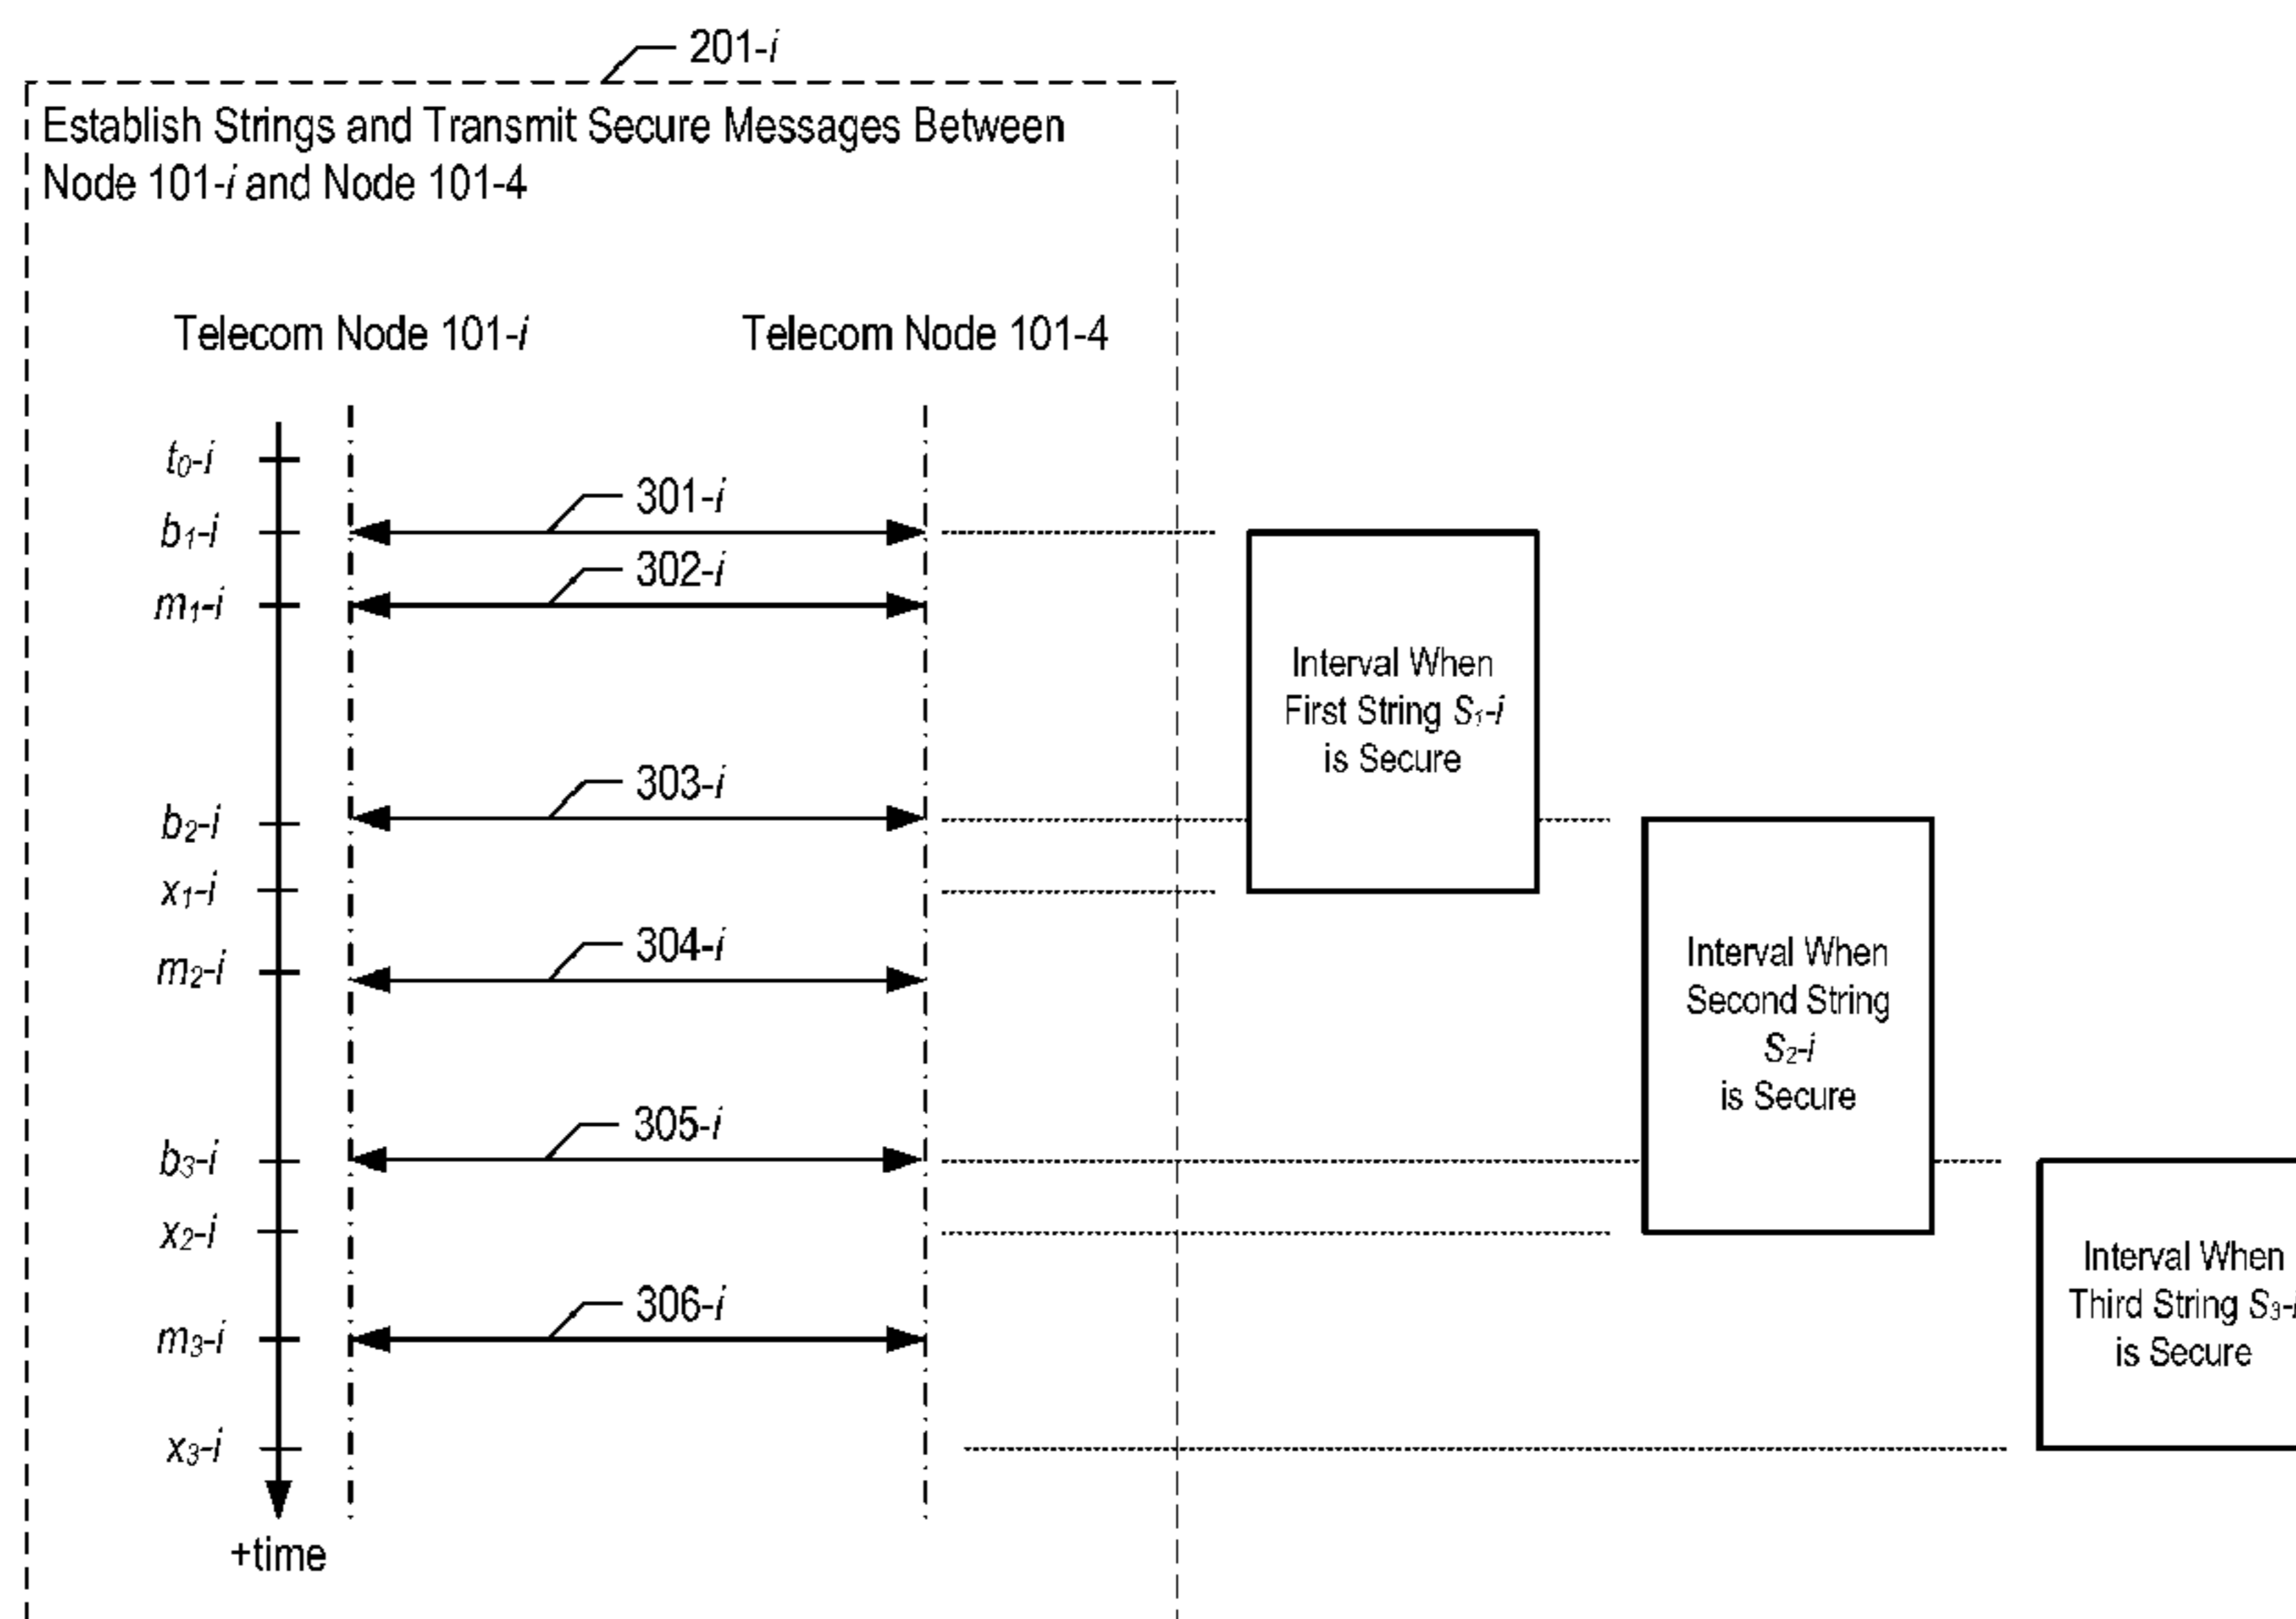 201-i
Establish Strings and Transmit Secure Messages Between
Node 101-i and Node 101-4
Telecom Node 101-i
Telecom Node 101-4
t0-i
b1-i
m1-i
b2-i
x1-i
m2-i
b3-i
x2-i
m3-i
x3-i
+time
301-i
302-i
303-i
304-i
305-i
306-i
Interval When
First String S1-i
is Secure
Interval When
Second String
S2-i
is Secure
Interval When
Third String S3-i
is Secure